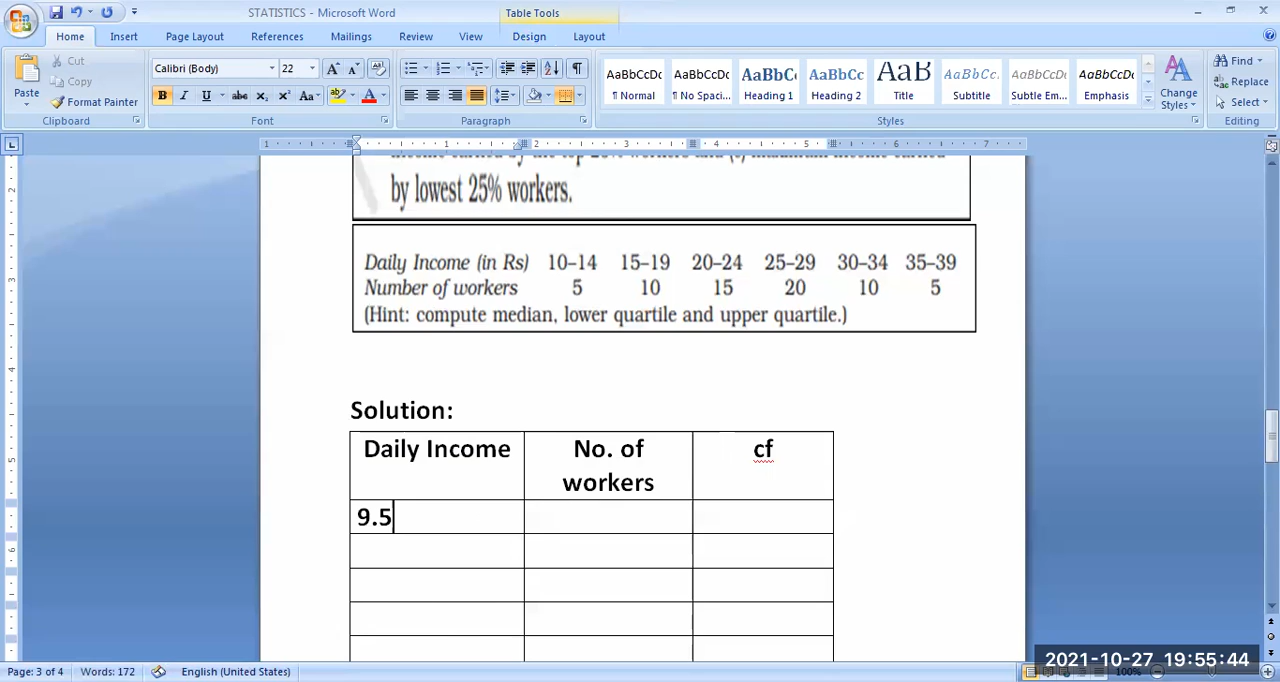 STATISTICS - Microsoft Word
Table Tools
Home Insert Page Layout References Mailings Review View Design Layout
Paste
Cut
Copy
Format Painter
Clipboard
Calibri (Body) 22
Font
Paragraph
AaBbCcDc AaBbCcDc AaBbC AaBbCc AaB AaBbCc. AaBbCcDc AaBbCcDc
¶ Normal ¶ No Spaci... Heading 1 Heading 2 Title Subtitle Subtle Em... Emphasis
Styles
Change Styles
Find
Replace
Select
Editing
by lowest 25% workers.
Daily Income (in Rs) 10–14 15–19 20–24 25–29 30–34 35–39
Number of workers 5 10 15 20 10 5
(Hint: compute median, lower quartile and upper quartile.)
Solution:
Daily Income No. of workers cf
9.5
Page: 3 of 4 Words: 172 English (United States) 100%
2021-10-27 19:55:44